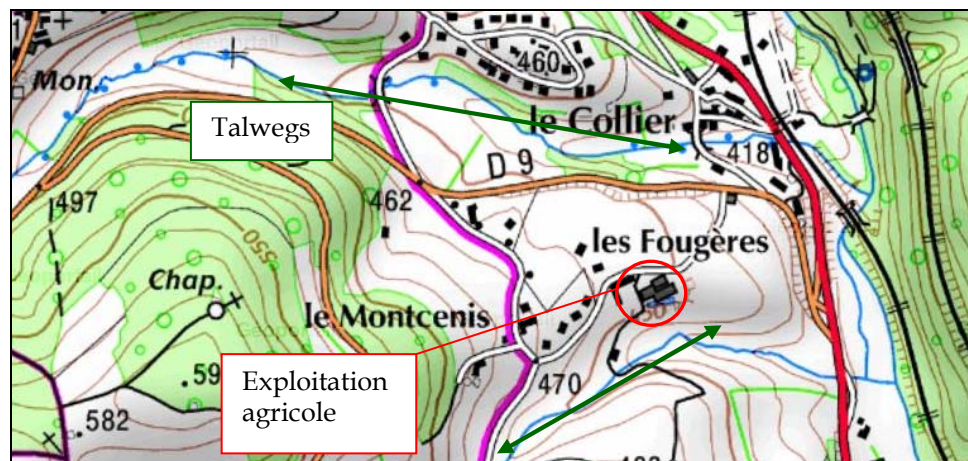 460
Mon.
Talwegs
le Collier
418
D 9
497
462
550
les Fougères
Chap.
le Montcenis
Exploitation
agricole
470
582